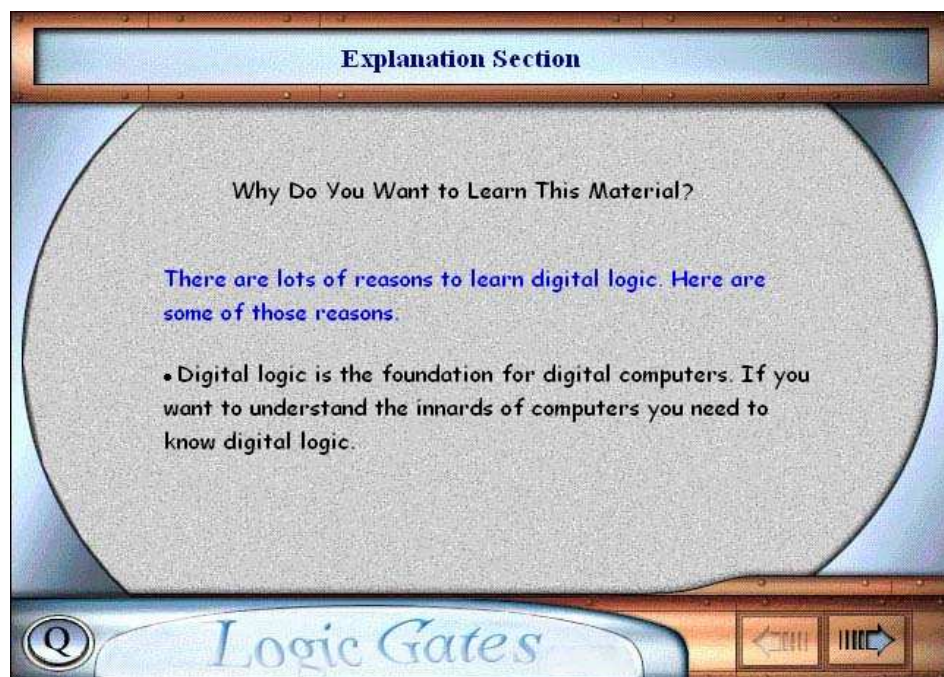 Explanation Section
Why Do You Want to Learn This Material?
There are lots of reasons to learn digital logic. Here are
some of those reasons.
• Digital logic is the foundation for digital computers. If you
want to understand the innards of computers you need to
know digital logic.
Q
Logic Gates